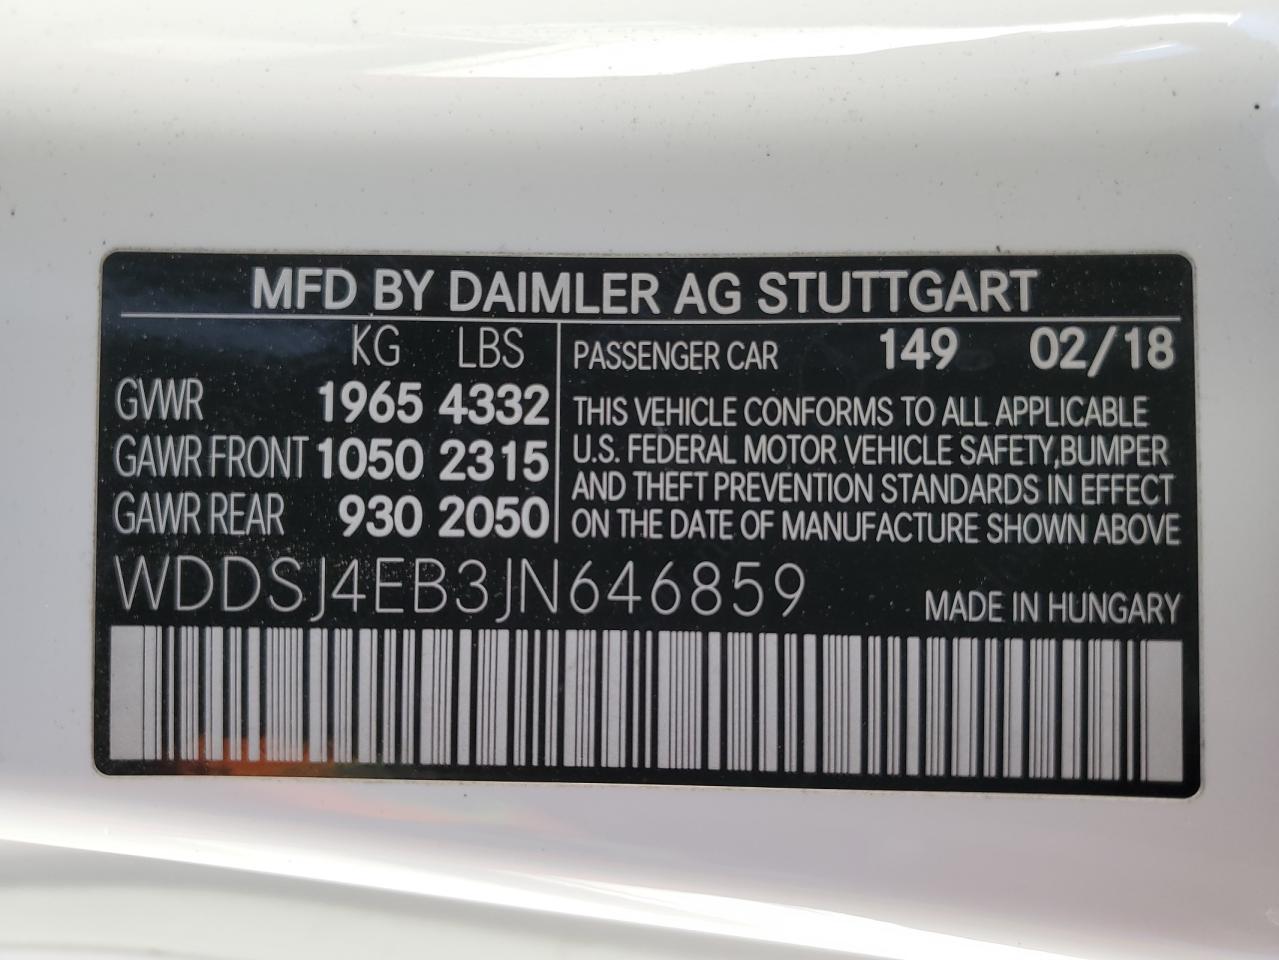 MFD BY DAIMLER AG STUTTGART
KG LBS
GVWR 1965 4332
GAWR FRONT 1050 2315
GAWR REAR 930 2050
PASSENGER CAR 149 02/18
THIS VEHICLE CONFORMS TO ALL APPLICABLE
U.S. FEDERAL MOTOR VEHICLE SAFETY,BUMPER
AND THEFT PREVENTION STANDARDS IN EFFECT
ON THE DATE OF MANUFACTURE SHOWN ABOVE
WDDSJ4EB3JN646859
MADE IN HUNGARY